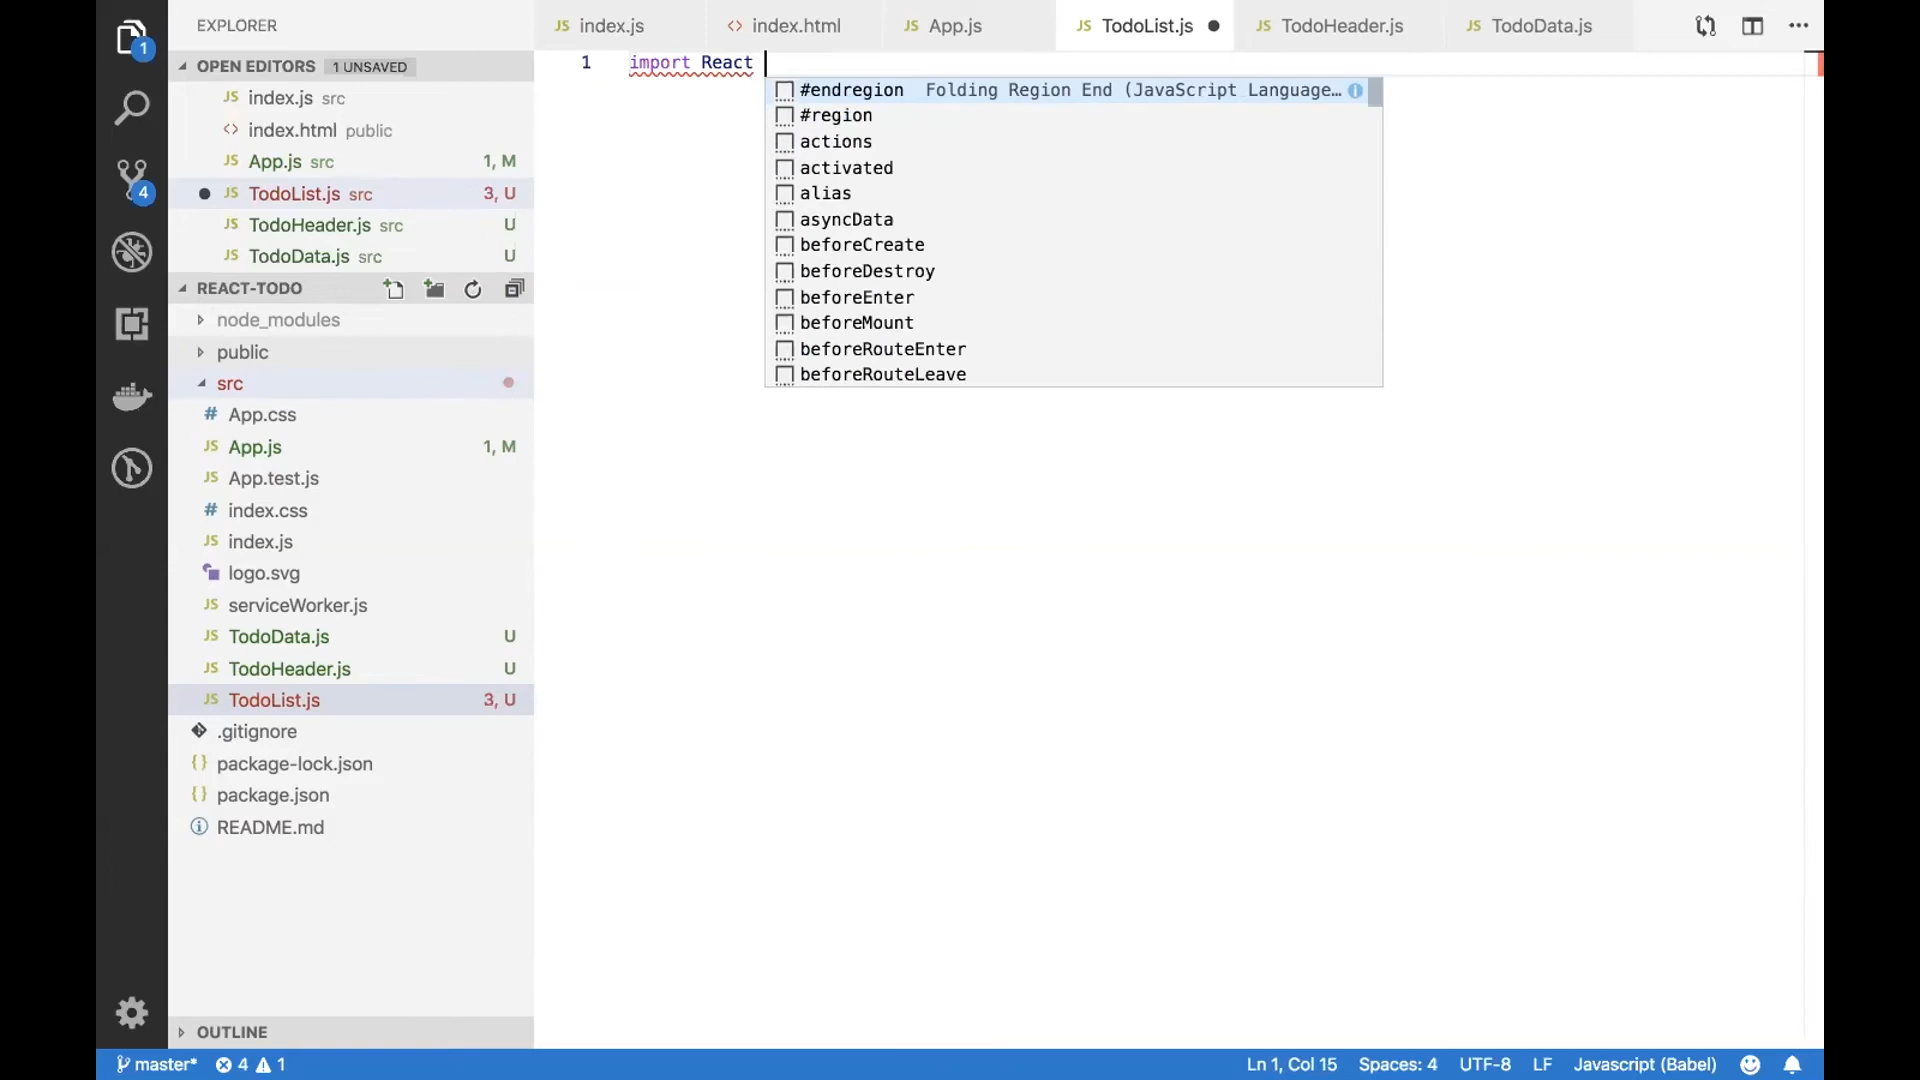 EXPLORER
index.js
<> index.html
JS App.js
JS TodoList.js
JS TodoHeader.js
JS TodoData.js
1
OPEN EDITORS 1 UNSAVED
JS index.js src
<> index.html public
JS App.js src 1, M
JS TodoList.js src 3, U
JS TodoHeader.js src U
JS TodoData.js src U
4
REACT-TODO
node_modules
public
src
# App.css
JS App.js 1, M
JS App.test.js
# index.css
JS index.js
logo.svg
JS serviceWorker.js
JS TodoData.js U
JS TodoHeader.js U
JS TodoList.js 3, U
.gitignore
{} package-lock.json
{} package.json
README.md
OUTLINE
1 import React
#endregion Folding Region End (JavaScript Language…
#region
actions
activated
alias
asyncData
beforeCreate
beforeDestroy
beforeEnter
beforeMount
beforeRouteEnter
beforeRouteLeave
master* 4 1 Ln 1, Col 15 Spaces: 4 UTF-8 LF Javascript (Babel)